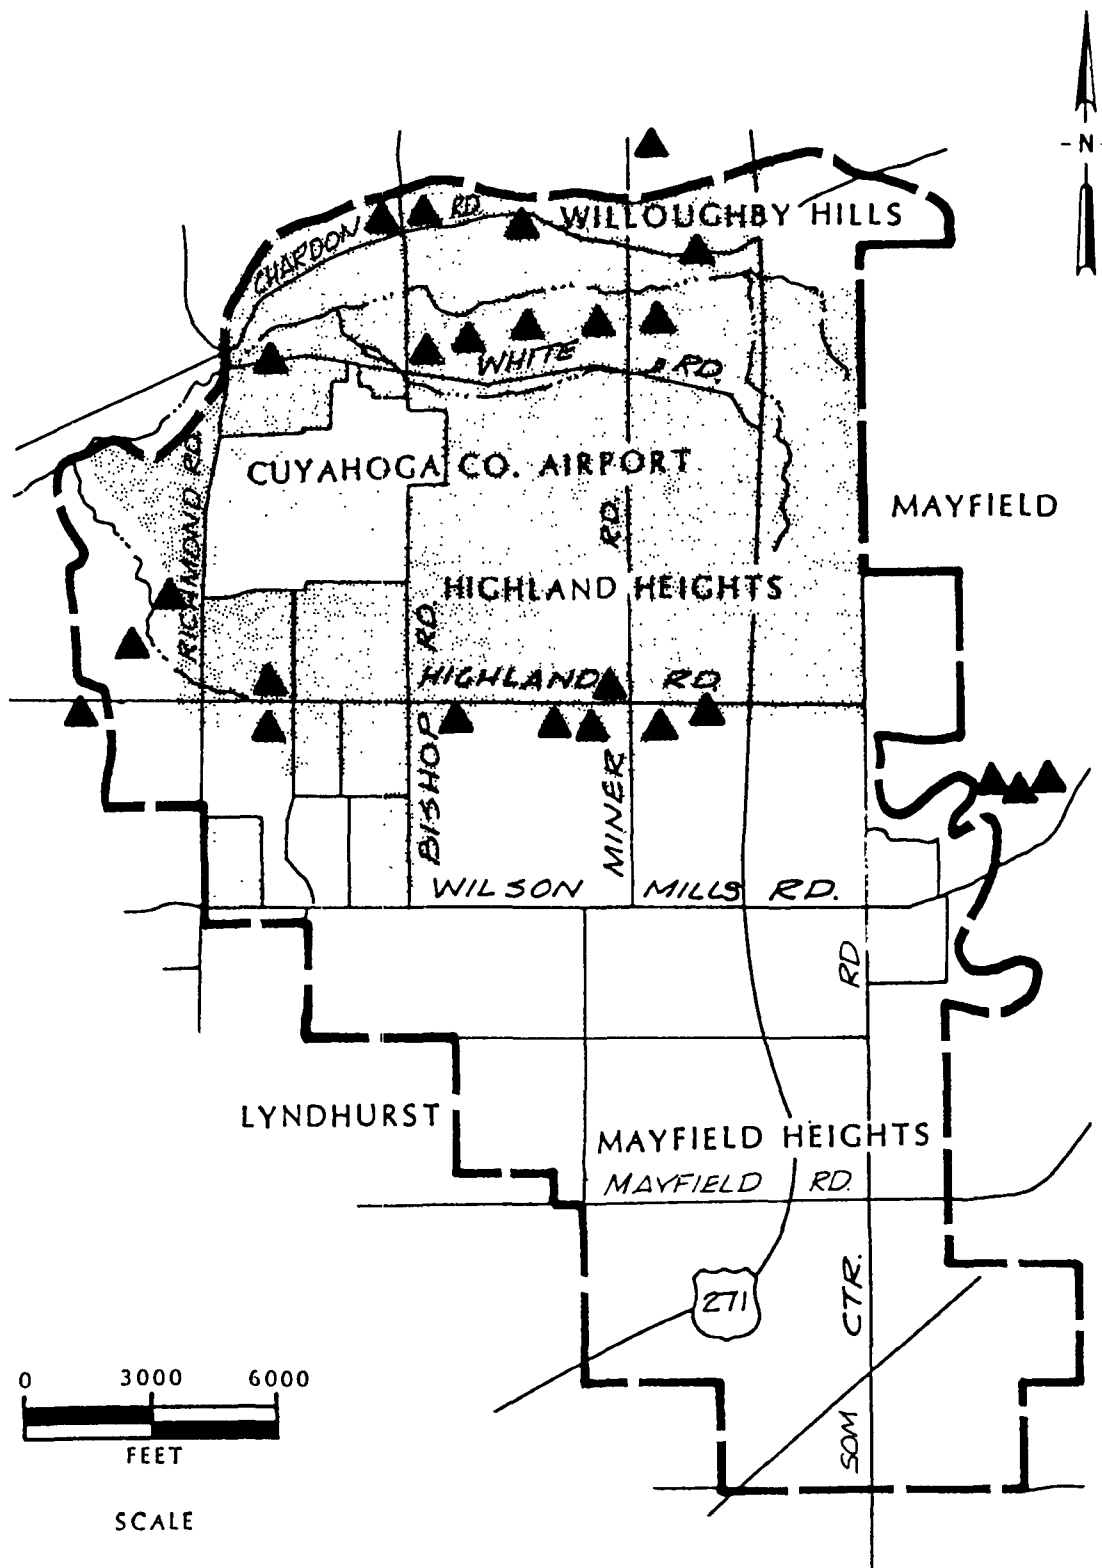 - N -
WILLOUGHBY HILLS
CHARDON RD.
WHITE RD.
CUYAHOGA CO. AIRPORT
RICHMOND RD.
MAYFIELD
HIGHLAND HEIGHTS
HIGHLAND RD
BISHOP RD.
MINER RD.
WILSON MILLS RD.
LYNDHURST
MAYFIELD HEIGHTS
MAYFIELD RD.
271
SOM CTR. RD
0 3000 6000
FEET
SCALE